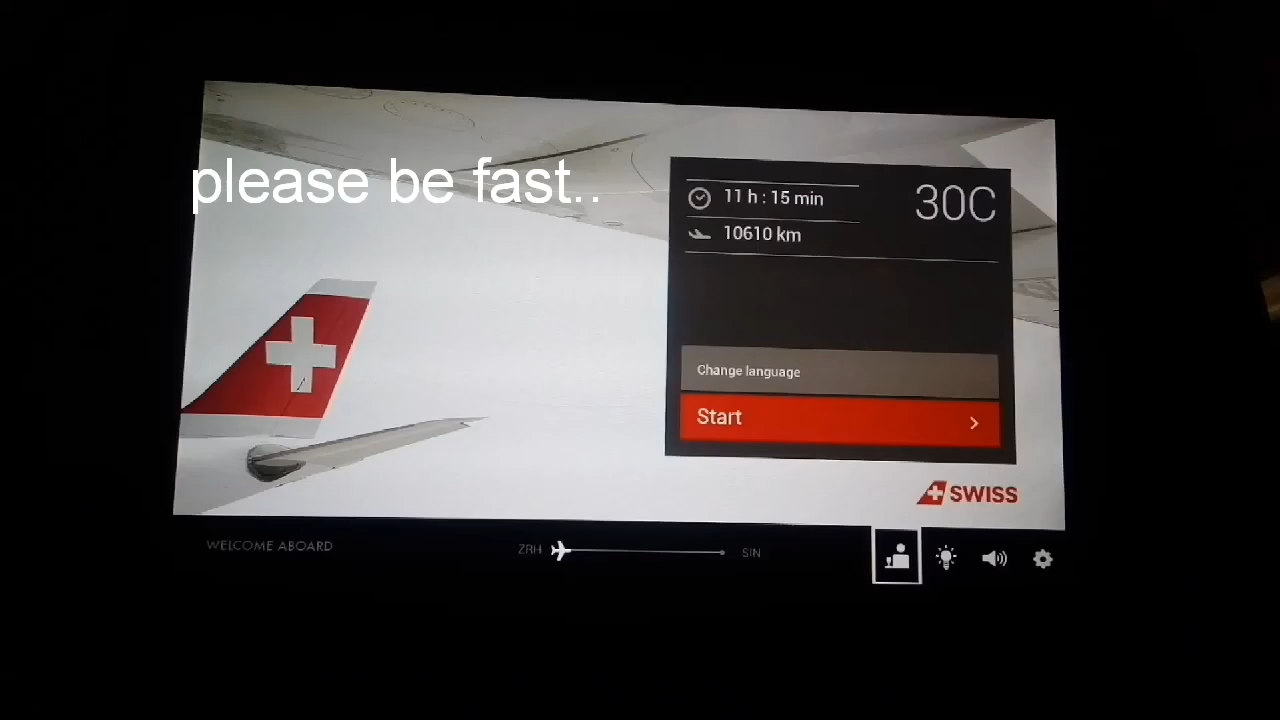 please be fast..
11 h : 15 min
30C
10610 km
Change language
Start
SWISS
WELCOME ABOARD
ZRH
SIN